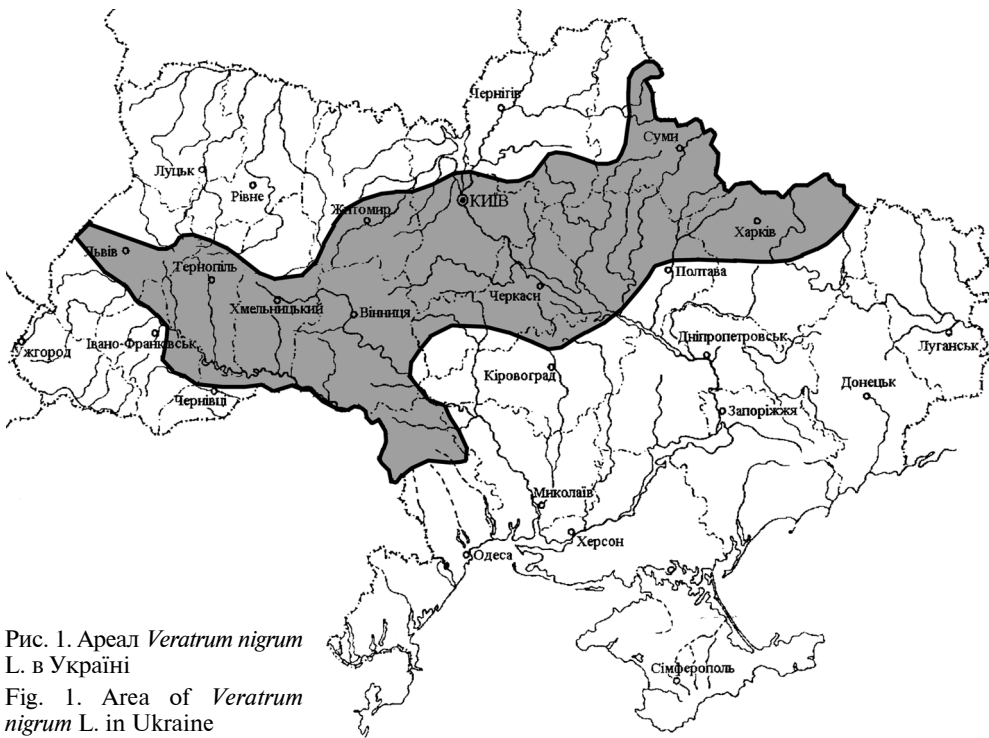 Чернігів
Суми
Луцьк
Рівне
Житомир
КИЇВ
Харків
Львів
Тернопіль
Полтава
Хмельницький
Черкаси
Вінниця
Ужгород
Івано-Франківськ
Дніпропетровськ
Луганськ
Кіровоград
Донецьк
Чернівці
Запоріжжя
Миколаїв
Херсон
Одеса
Сімферополь
Рис. 1. Ареал Veratrum nigrum
L. в Україні
Fig. 1. Area of Veratrum
nigrum L. in Ukraine